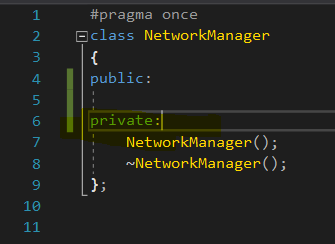 1 #pragma once
2 class NetworkManager
3 {
4 public:
5
6 private:
7 NetworkManager();
8 ~NetworkManager();
9 };
10
11